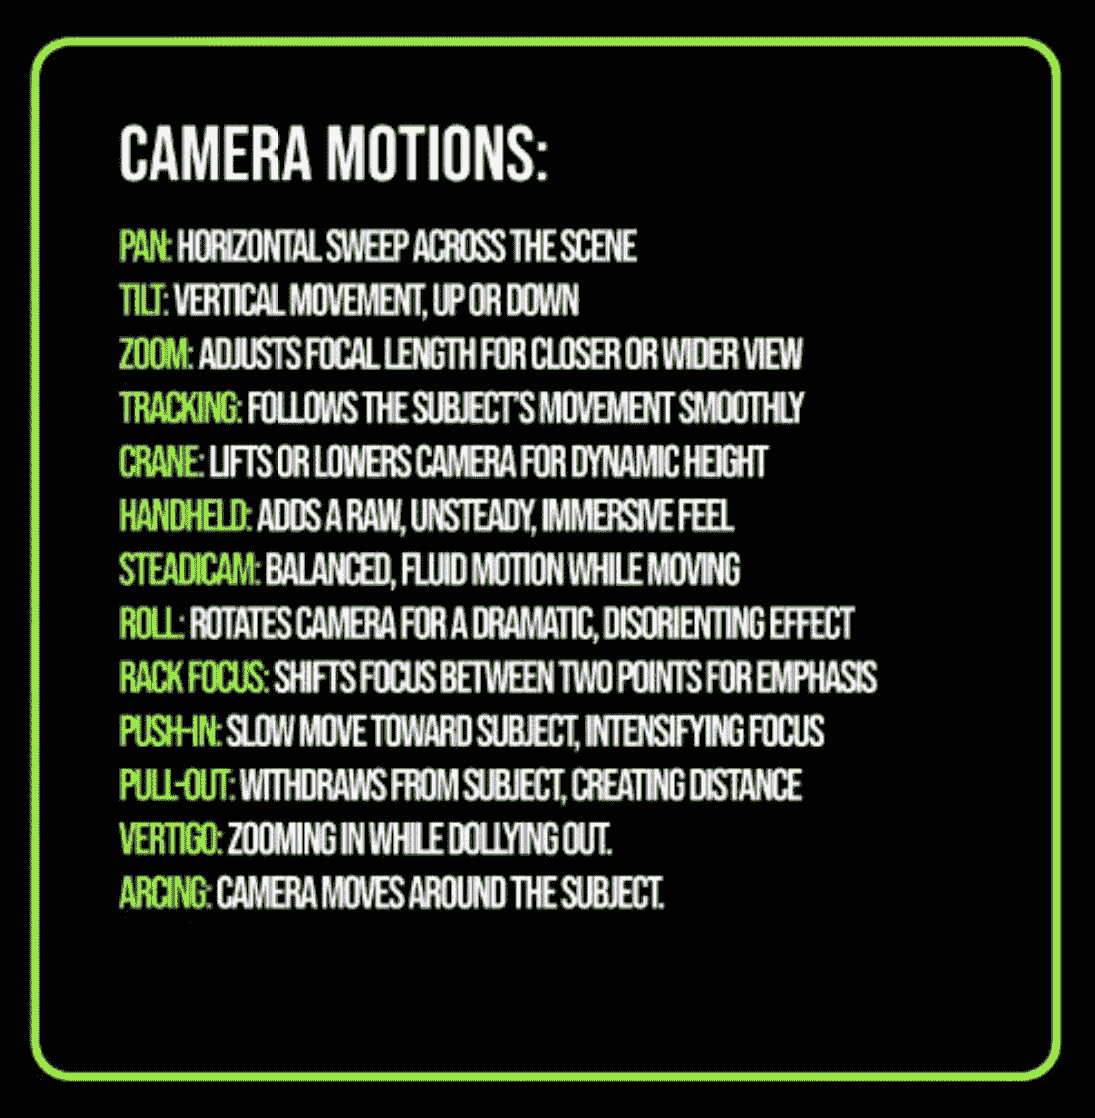 CAMERA MOTIONS:
PAN: HORIZONTAL SWEEP ACROSS THE SCENE
TILT: VERTICAL MOVEMENT, UP OR DOWN
ZOOM: ADJUSTS FOCAL LENGTH FOR CLOSER OR WIDER VIEW
TRACKING: FOLLOWS THE SUBJECT'S MOVEMENT SMOOTHLY
CRANE: LIFTS OR LOWERS CAMERA FOR DYNAMIC HEIGHT
HANDHELD: ADDS A RAW, UNSTEADY, IMMERSIVE FEEL
STEADICAM: BALANCED, FLUID MOTION WHILE MOVING
ROLL: ROTATES CAMERA FOR A DRAMATIC, DISORIENTING EFFECT
RACK FOCUS: SHIFTS FOCUS BETWEEN TWO POINTS FOR EMPHASIS
PUSH-IN: SLOW MOVE TOWARD SUBJECT, INTENSIFYING FOCUS
PULL-OUT: WITHDRAWS FROM SUBJECT, CREATING DISTANCE
VERTIGO: ZOOMING IN WHILE DOLLYING OUT.
ARCING: CAMERA MOVES AROUND THE SUBJECT.